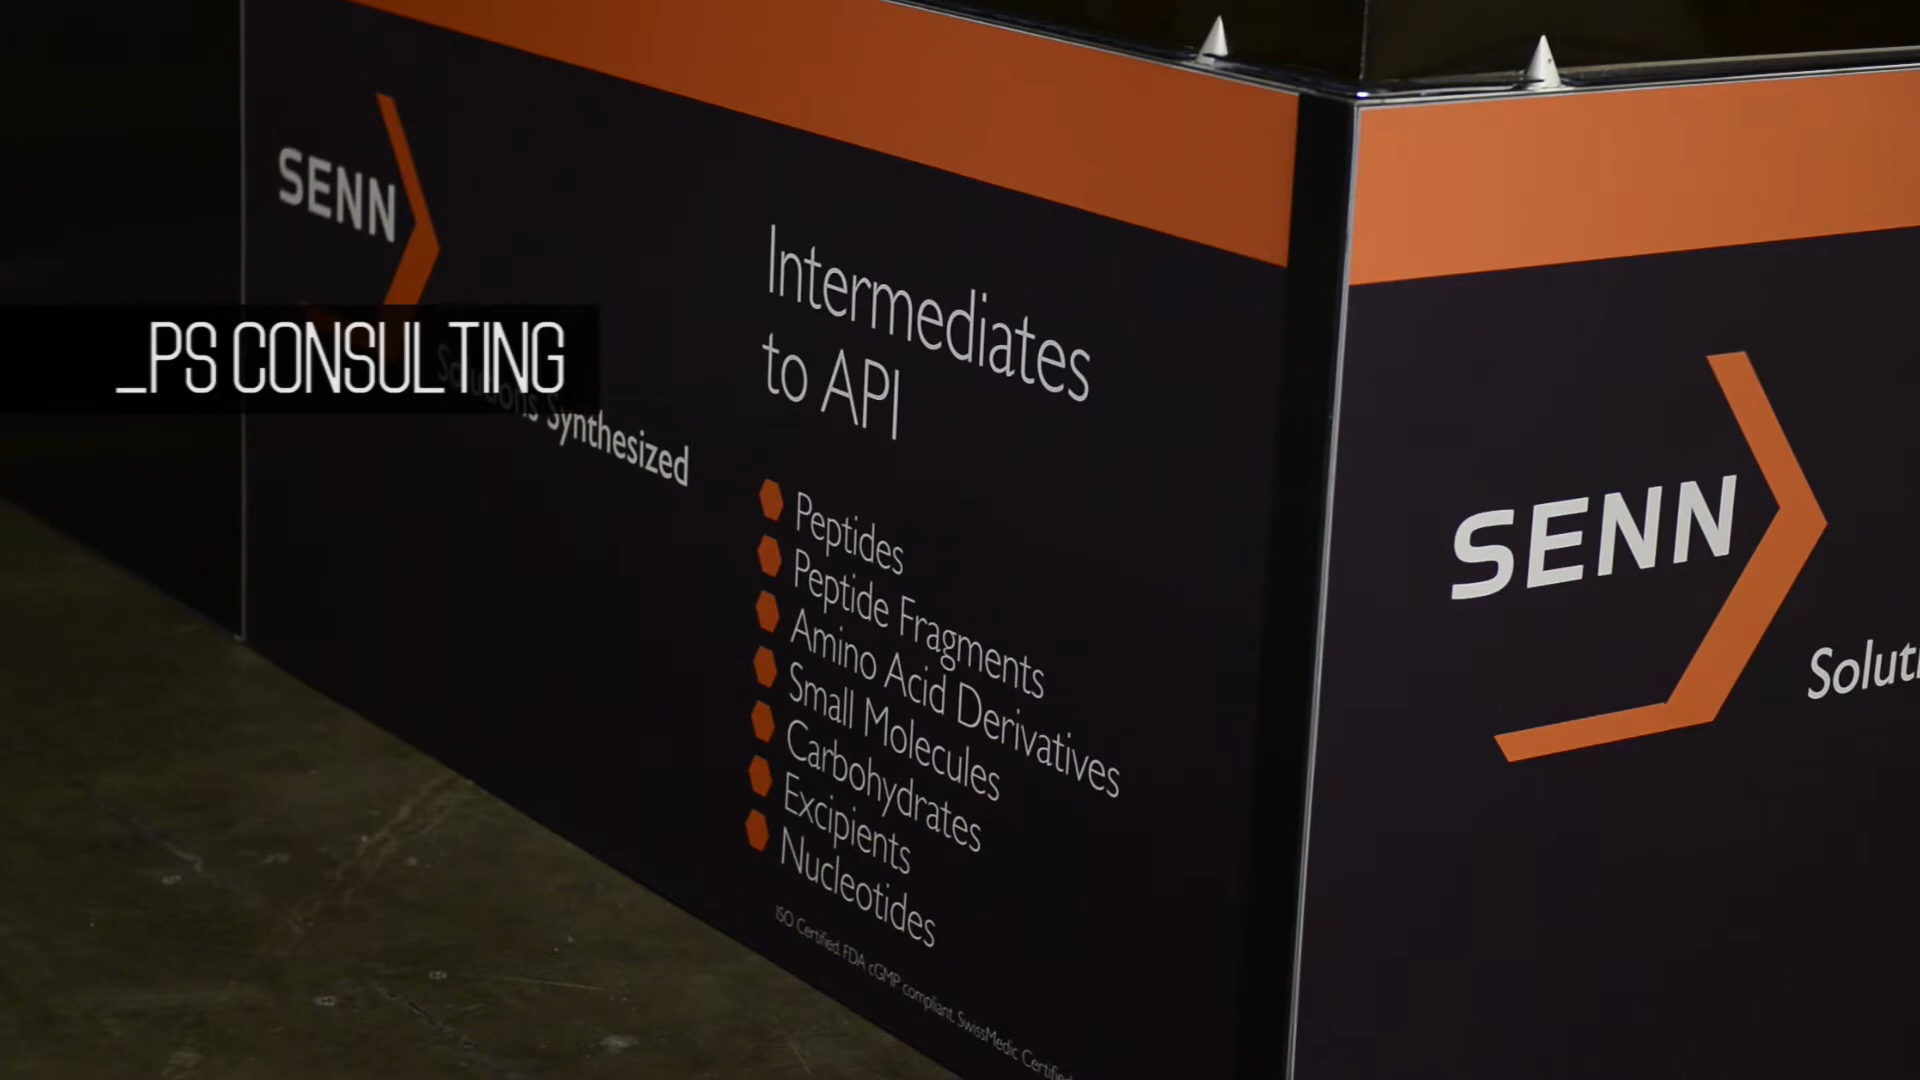 SENN
_PS CONSULTING
Solutions Synthesized
Intermediates
to API
Peptides
Peptide Fragments
Amino Acid Derivatives
Small Molecules
Carbohydrates
Excipients
Nucleotides
ISO Certified. FDA cGMP compliant. SwissMedic Certified.
SENN